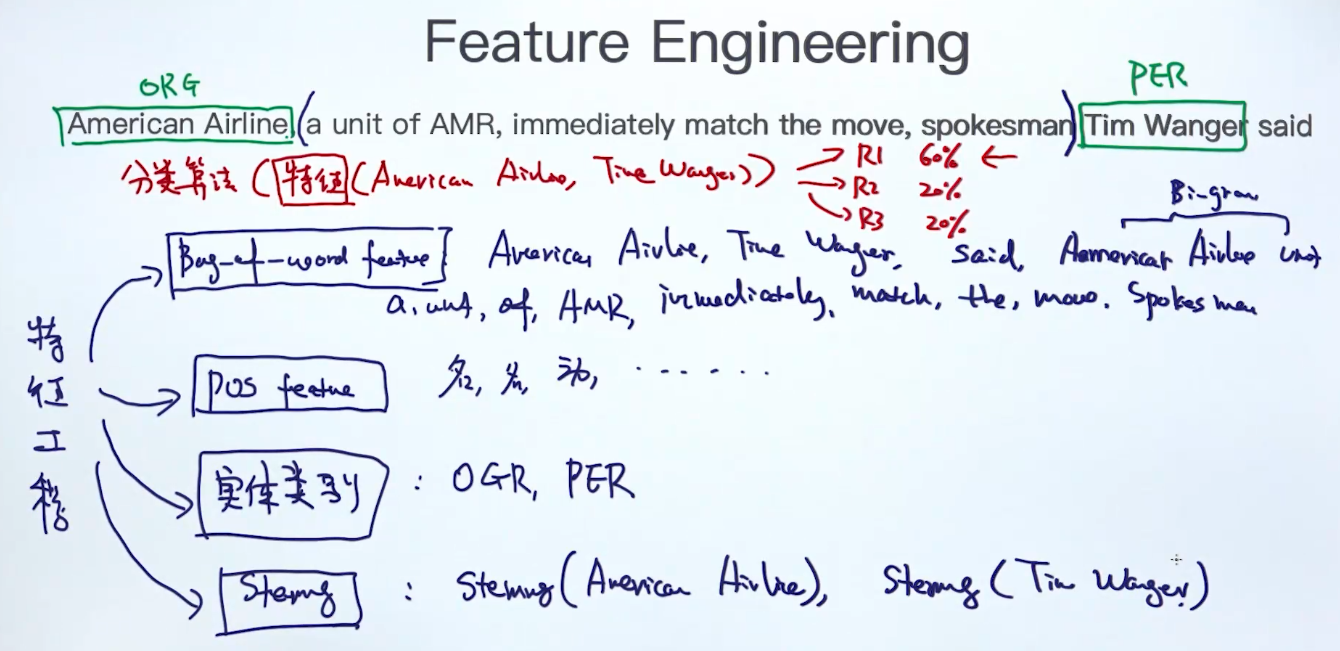 Feature Engineering
ORG
PER
American Airline (a unit of AMR, immediately match the move, spokesman) Tim Wanger said
分类算法 (特征 (American Airline, Time Wanger)) R1 60% ←
R2 20%
R3 20%
Bi-gram
Bag-of-word feature American Airline, Time Wanger, said, American Airline unit
a, unit, of, AMR, immediately, match, the, move. Spokesman
特征工程
POS feature 名, 名, 动, ......
实体类别 : OGR, PER
Stemng : Stemng (American Airline), Stemng (Tim Wanger)